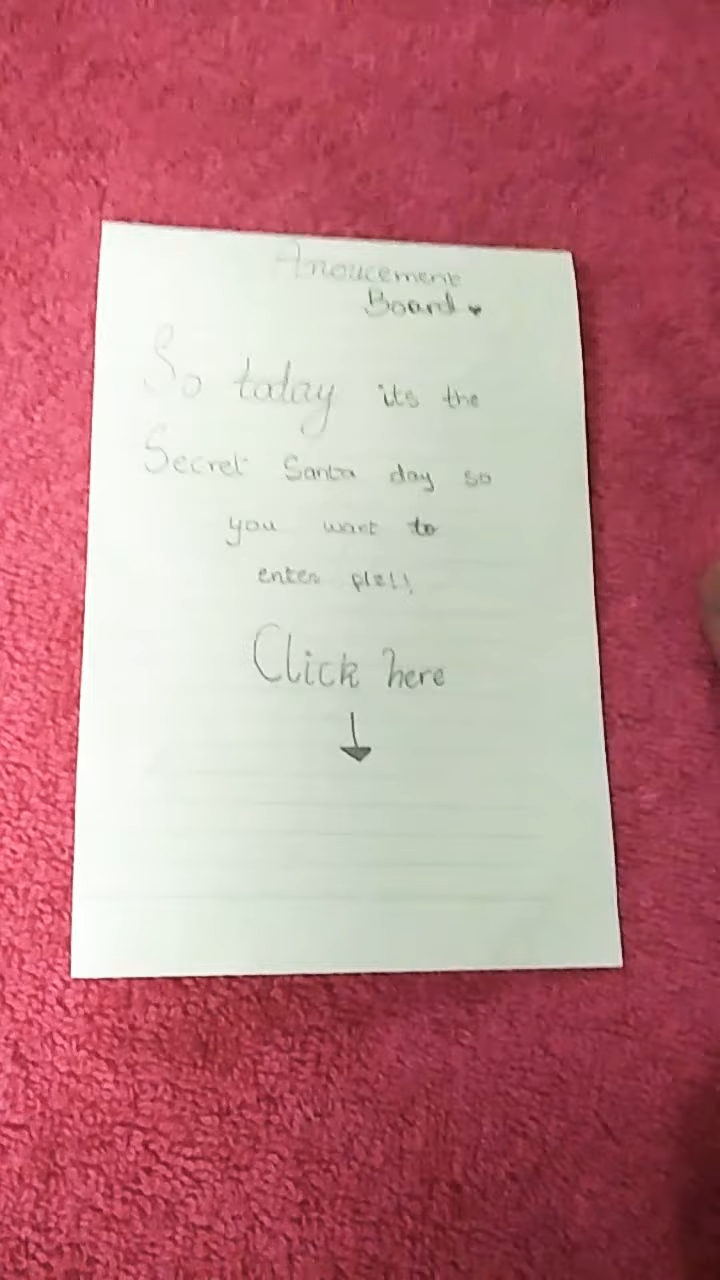 Anoucement
Board ♥
So today its the
Secret Santa day so
you want to
enter plz!!
Click here
↓